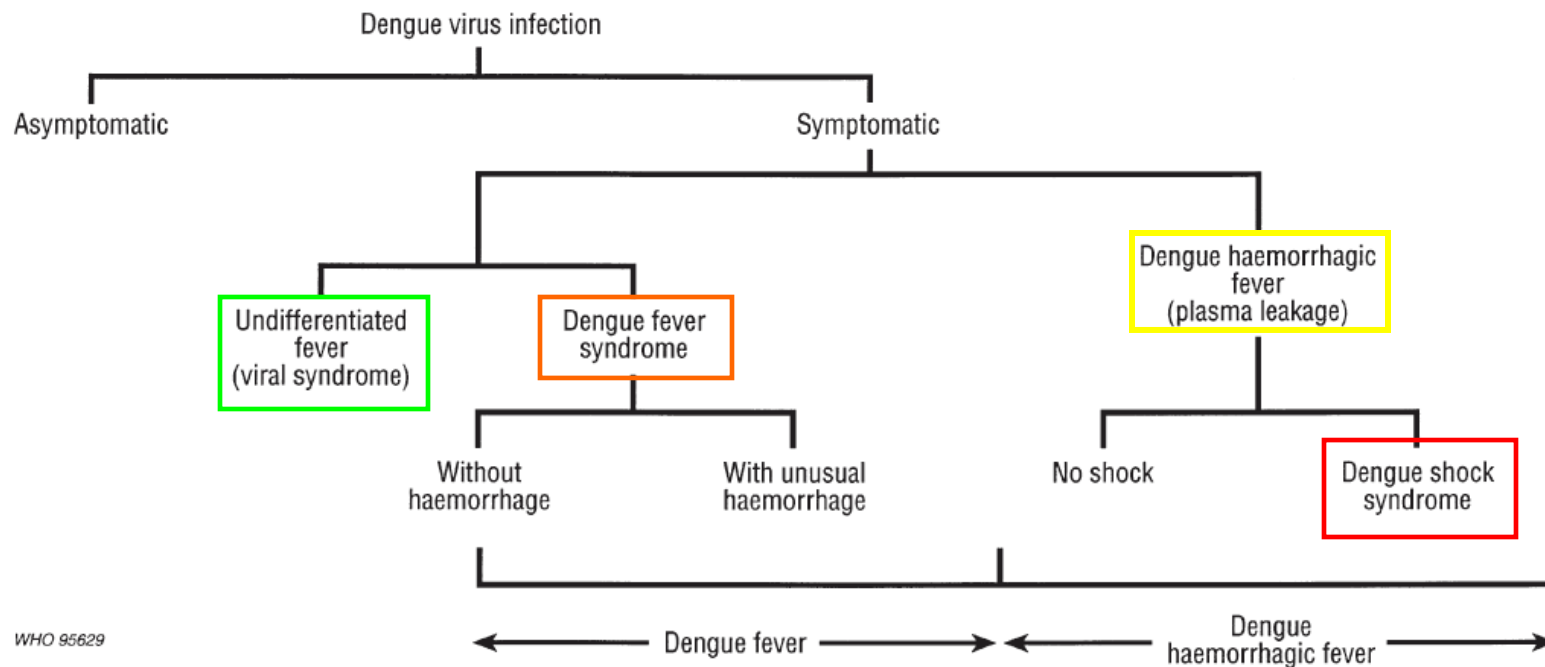 Dengue virus infection
Asymptomatic
Symptomatic
Undifferentiated
fever
(viral syndrome)
Dengue fever
syndrome
Dengue haemorrhagic
fever
(plasma leakage)
Without
haemorrhage
With unusual
haemorrhage
No shock
Dengue shock
syndrome
WHO 95629
Dengue fever
Dengue
haemorrhagic fever